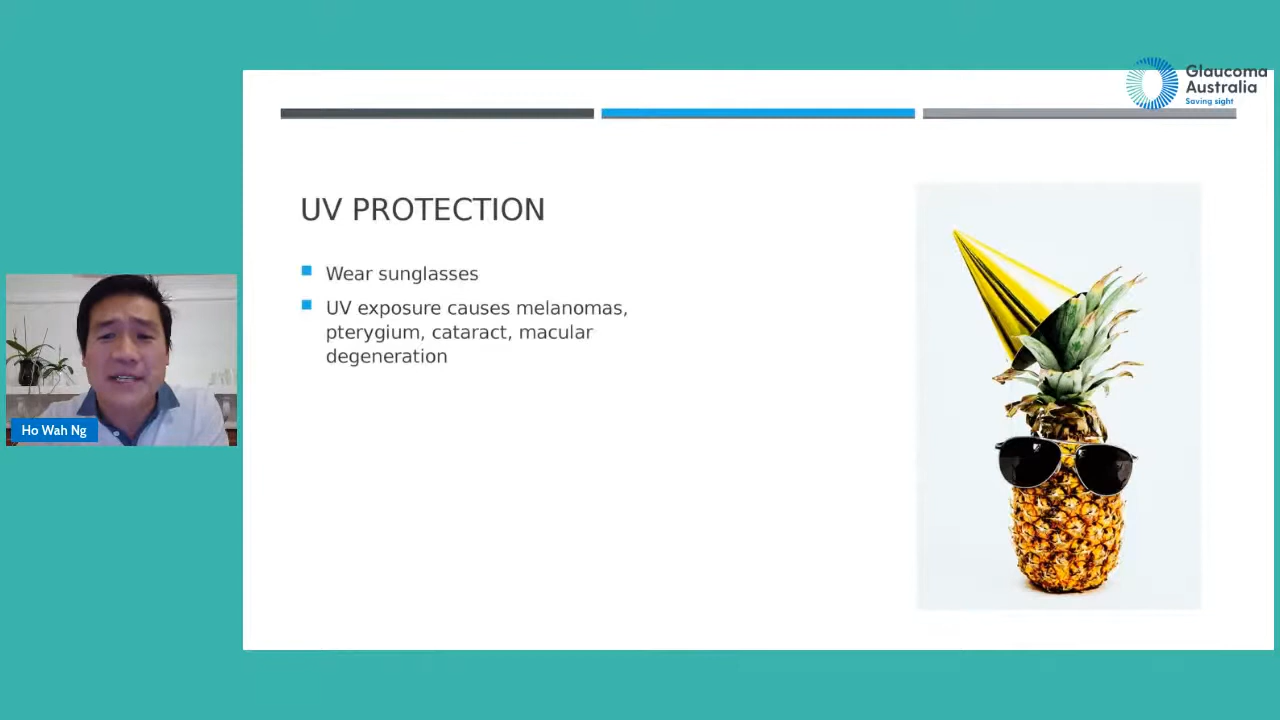 Glaucoma
Australia
Saving sight
UV PROTECTION
Wear sunglasses
UV exposure causes melanomas,
pterygium, cataract, macular
degeneration
Ho Wah Ng